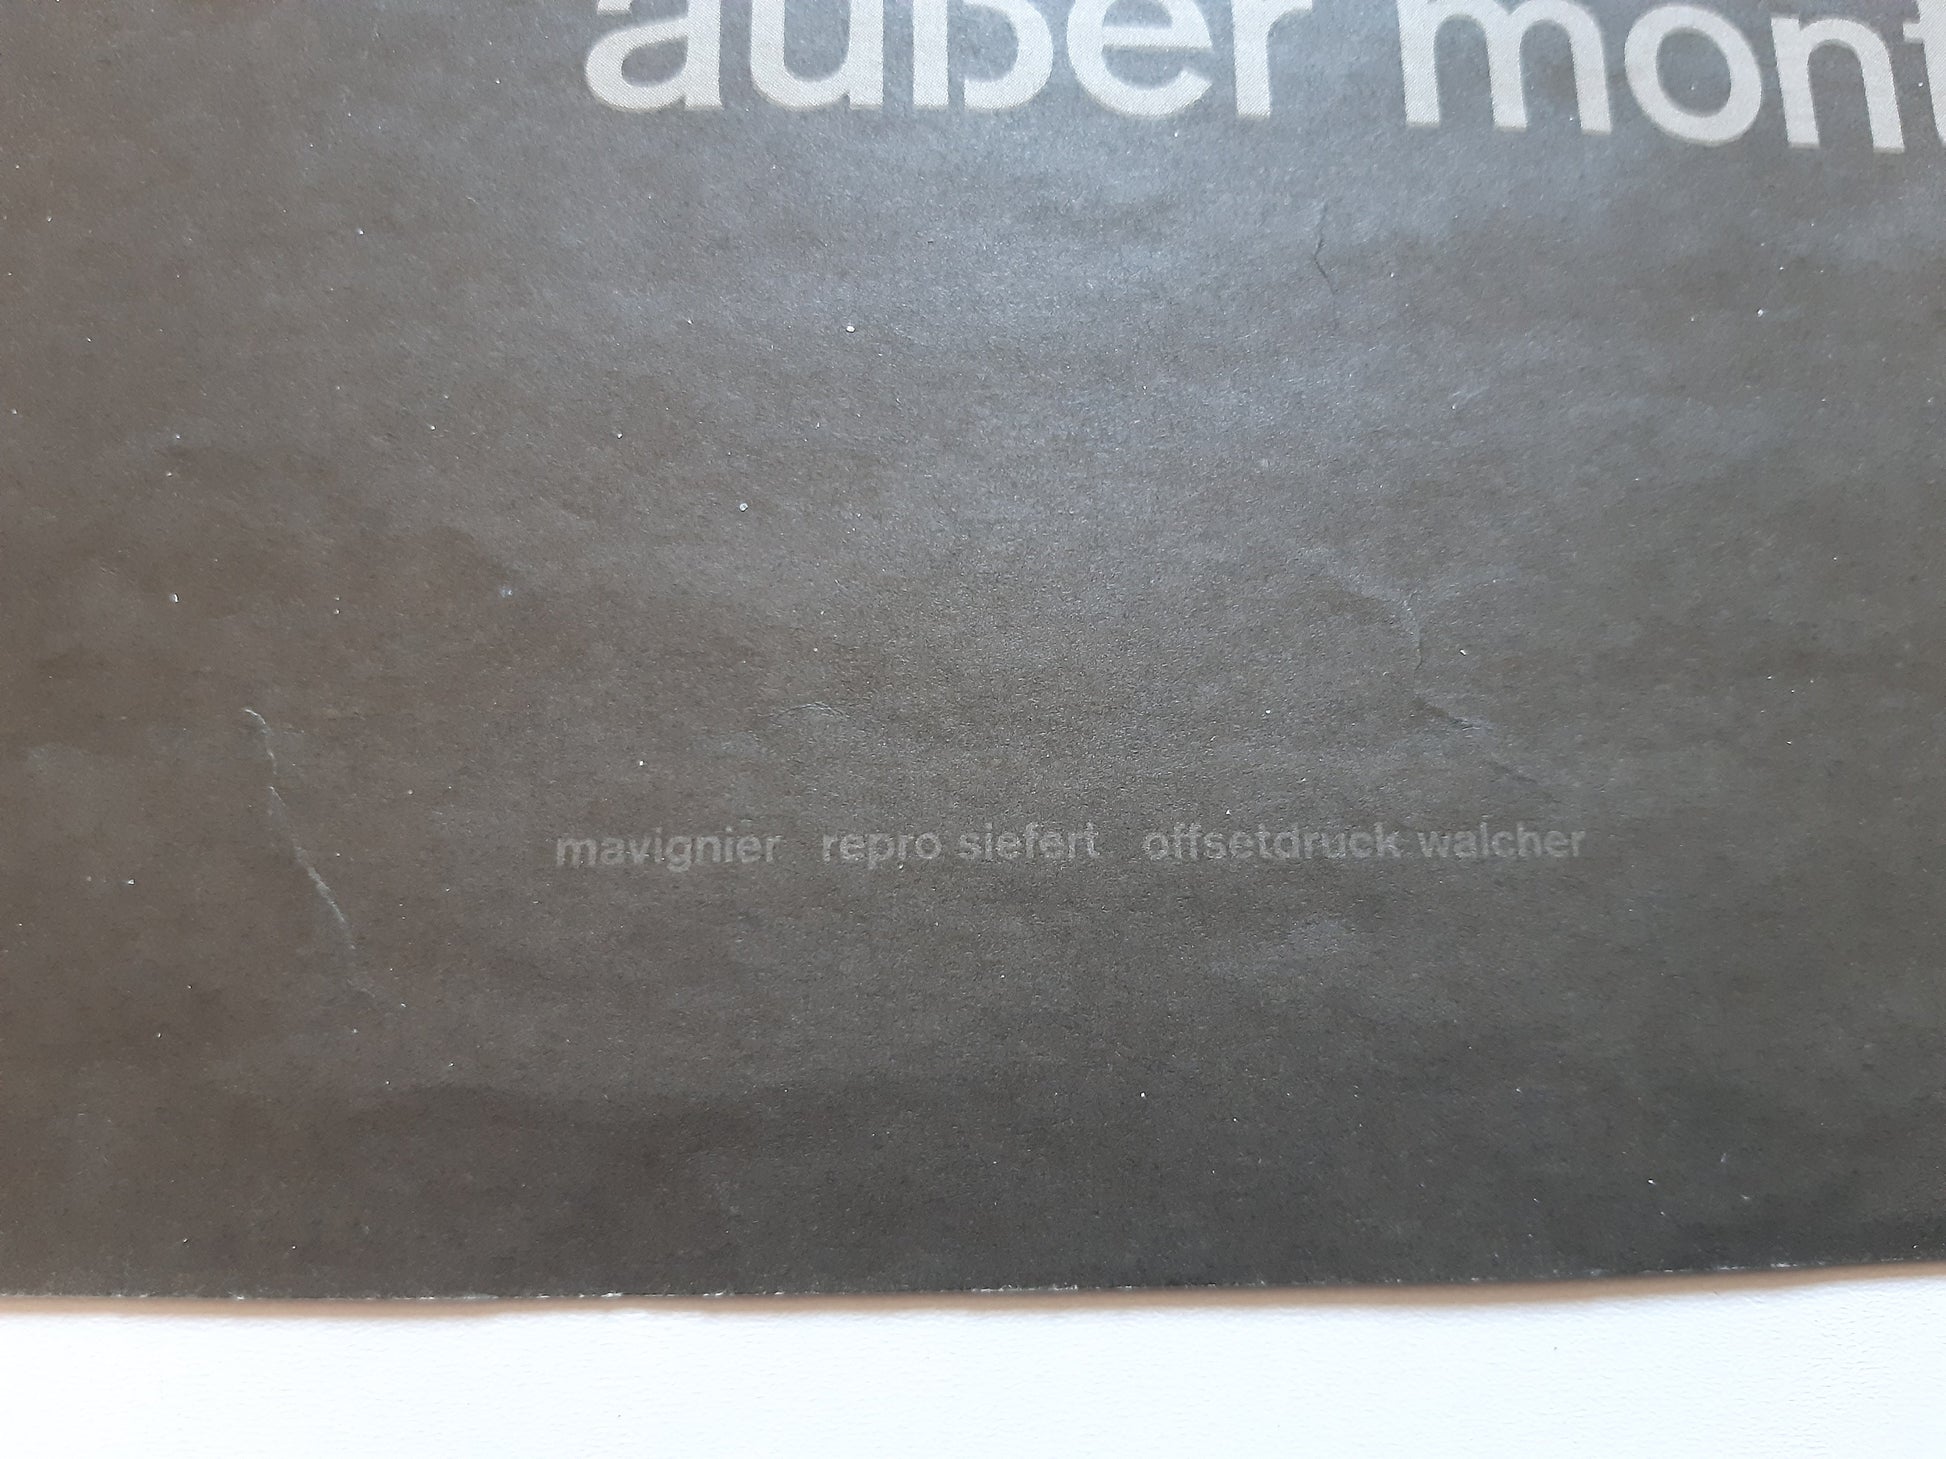 außer mont
mavignier repro siefert offsetdruck walcher